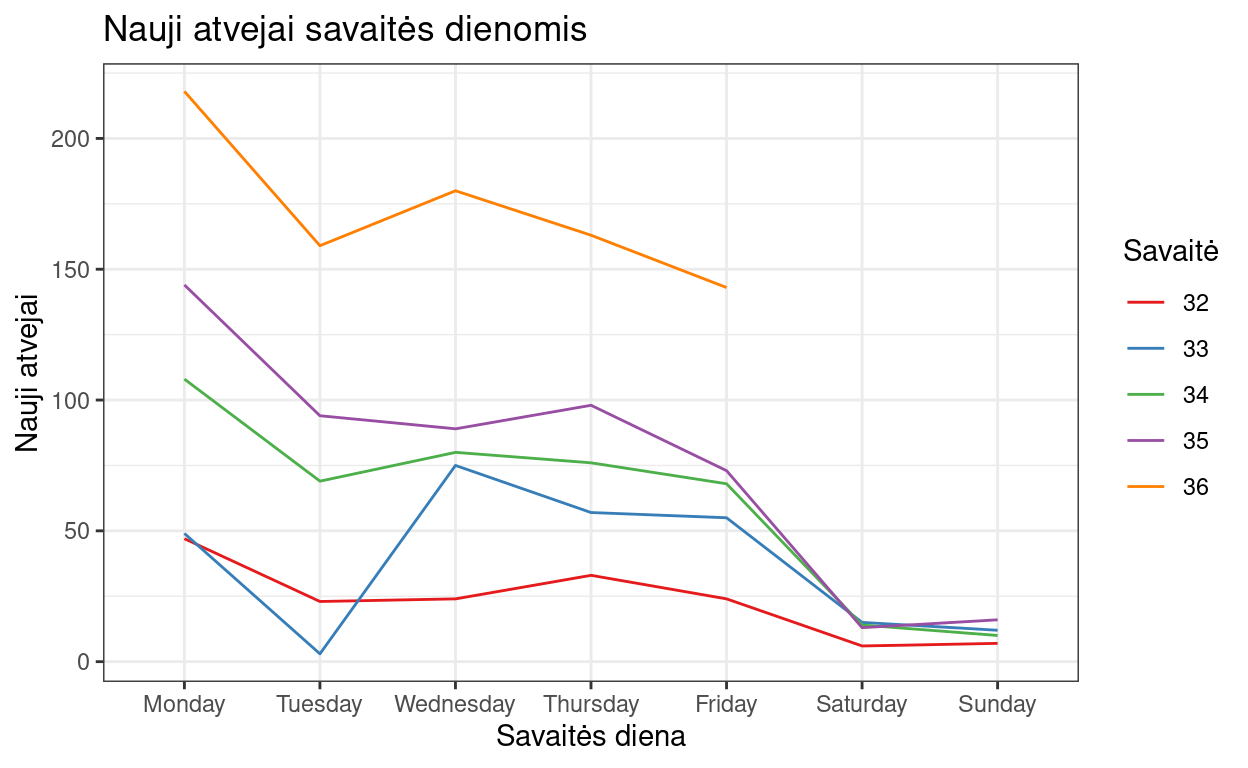 Nauji atvejai savaitės dienomis
200
150
100
50
0
Nauji atvejai
Monday Tuesday Wednesday Thursday Friday Saturday Sunday
Savaitės diena
Savaitė
32
33
34
35
36